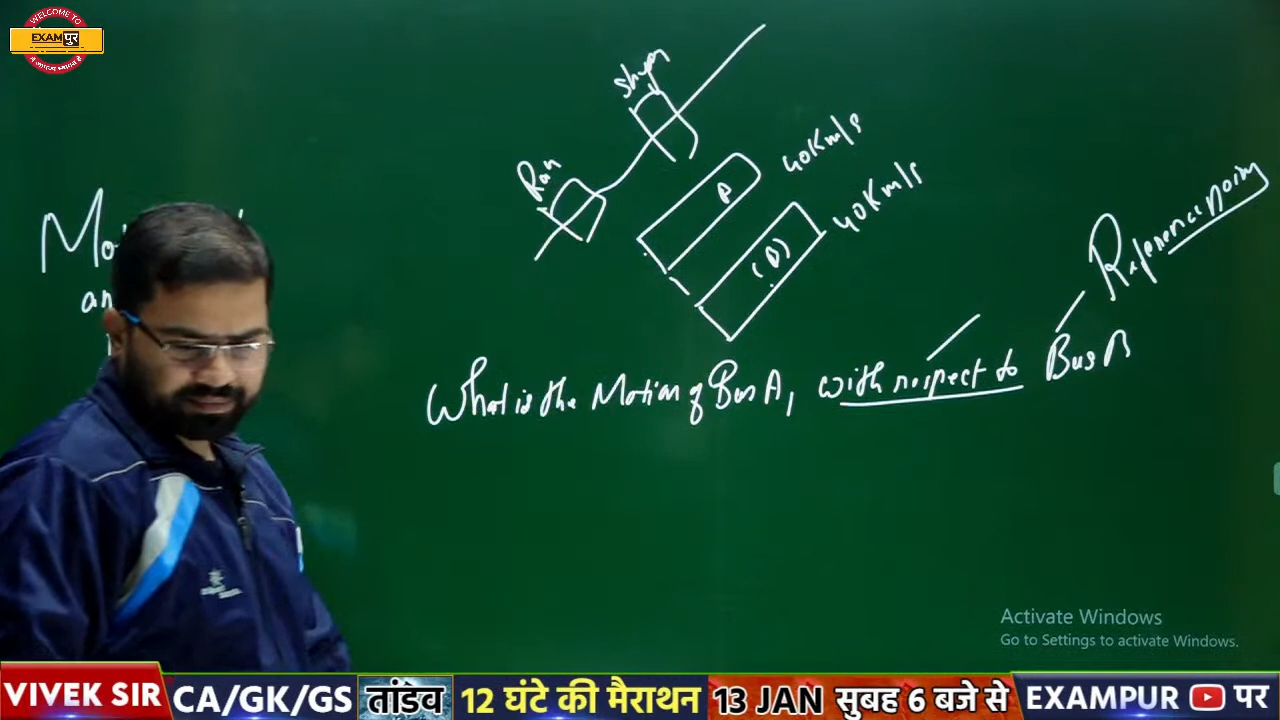 WELCOME TO
EXAMपुर
Shyam
Ram
40Km/s
A
40Km/s
(B)
Reference Point
What is the Motion of Bus A, with respect to Bus B
Activate Windows
Go to Settings to activate Windows.
VIVEK SIR CA/GK/GS तांडव 12 घंटे की मैराथन 13 JAN सुबह 6 बजे से EXAMPUR पर